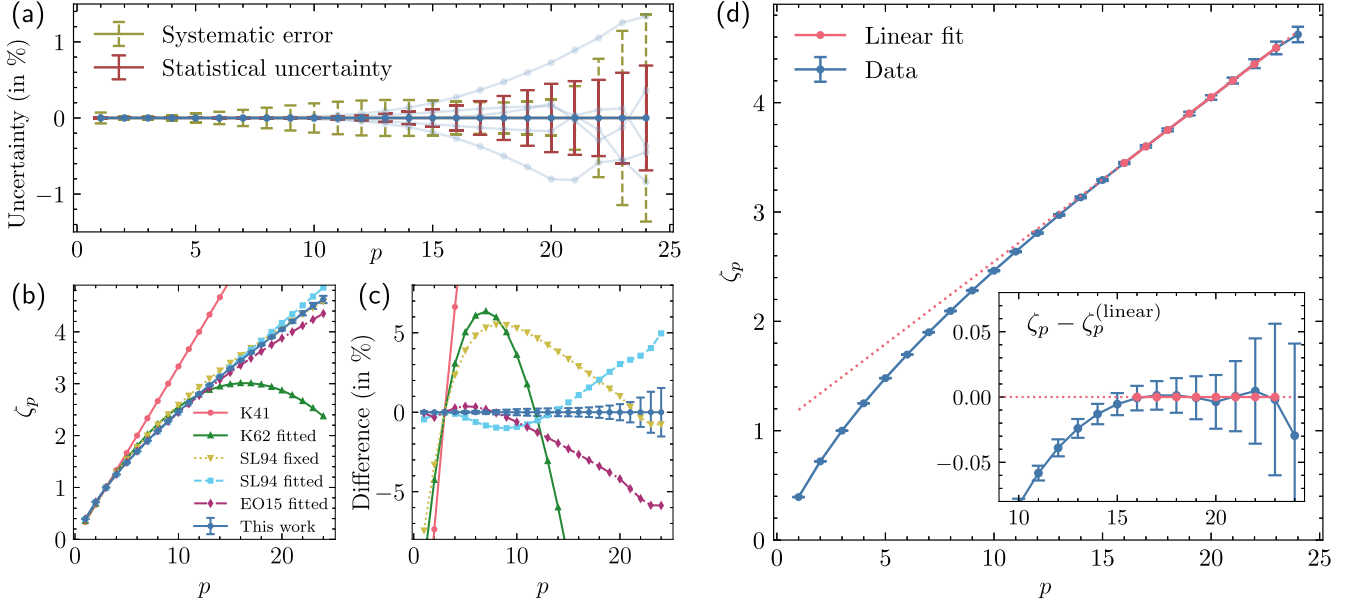 (a)
Uncertainty (in %)
1
0
−1
Systematic error
Statistical uncertainty
0 5 10 15 20 25
p
(b)
ζp
4
3
2
1
0
K41
K62 fitted
SL94 fixed
SL94 fitted
EO15 fitted
This work
0 10 20
p
(c)
Difference (in %)
5
0
−5
0 10 20
p
(d)
ζp
4
3
2
1
0
Linear fit
Data
ζp − ζp(linear)
0.05
0.00
−0.05
10 15 20
0 5 10 15 20 25
p